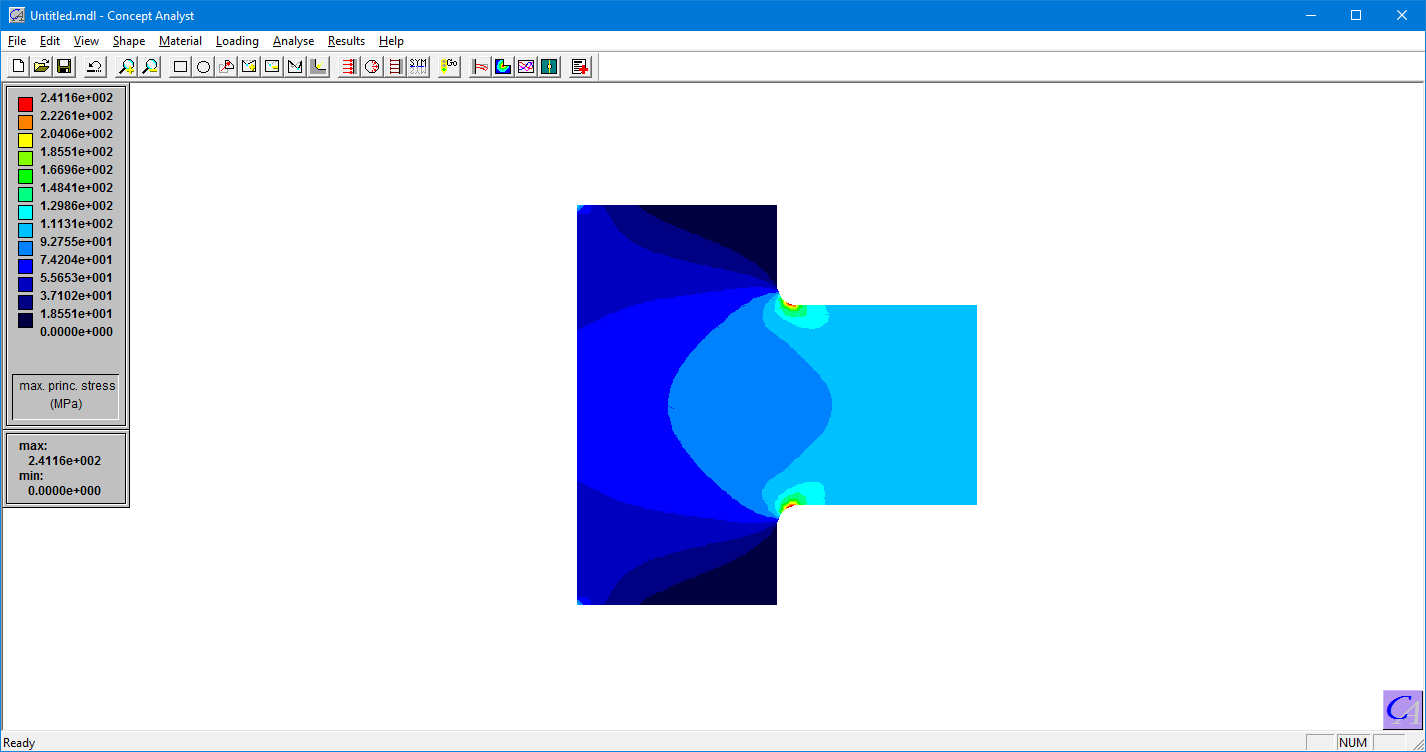 Untitled.mdl - Concept Analyst
File Edit View Shape Material Loading Analyse Results Help
SYM
Go
2.4116e+002
2.2261e+002
2.0406e+002
1.8551e+002
1.6696e+002
1.4841e+002
1.2986e+002
1.1131e+002
9.2755e+001
7.4204e+001
5.5653e+001
3.7102e+001
1.8551e+001
0.0000e+000
max. princ. stress
(MPa)
max:
2.4116e+002
min:
0.0000e+000
CA
Ready
NUM